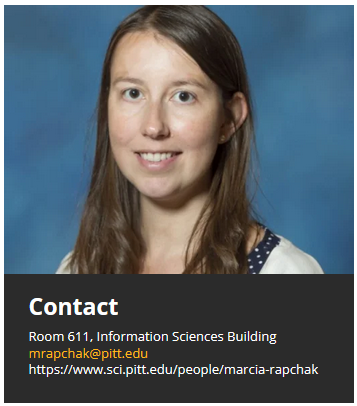 Contact
Room 611, Information Sciences Building
mrapchak@pitt.edu
https://www.sci.pitt.edu/people/marcia-rapchak